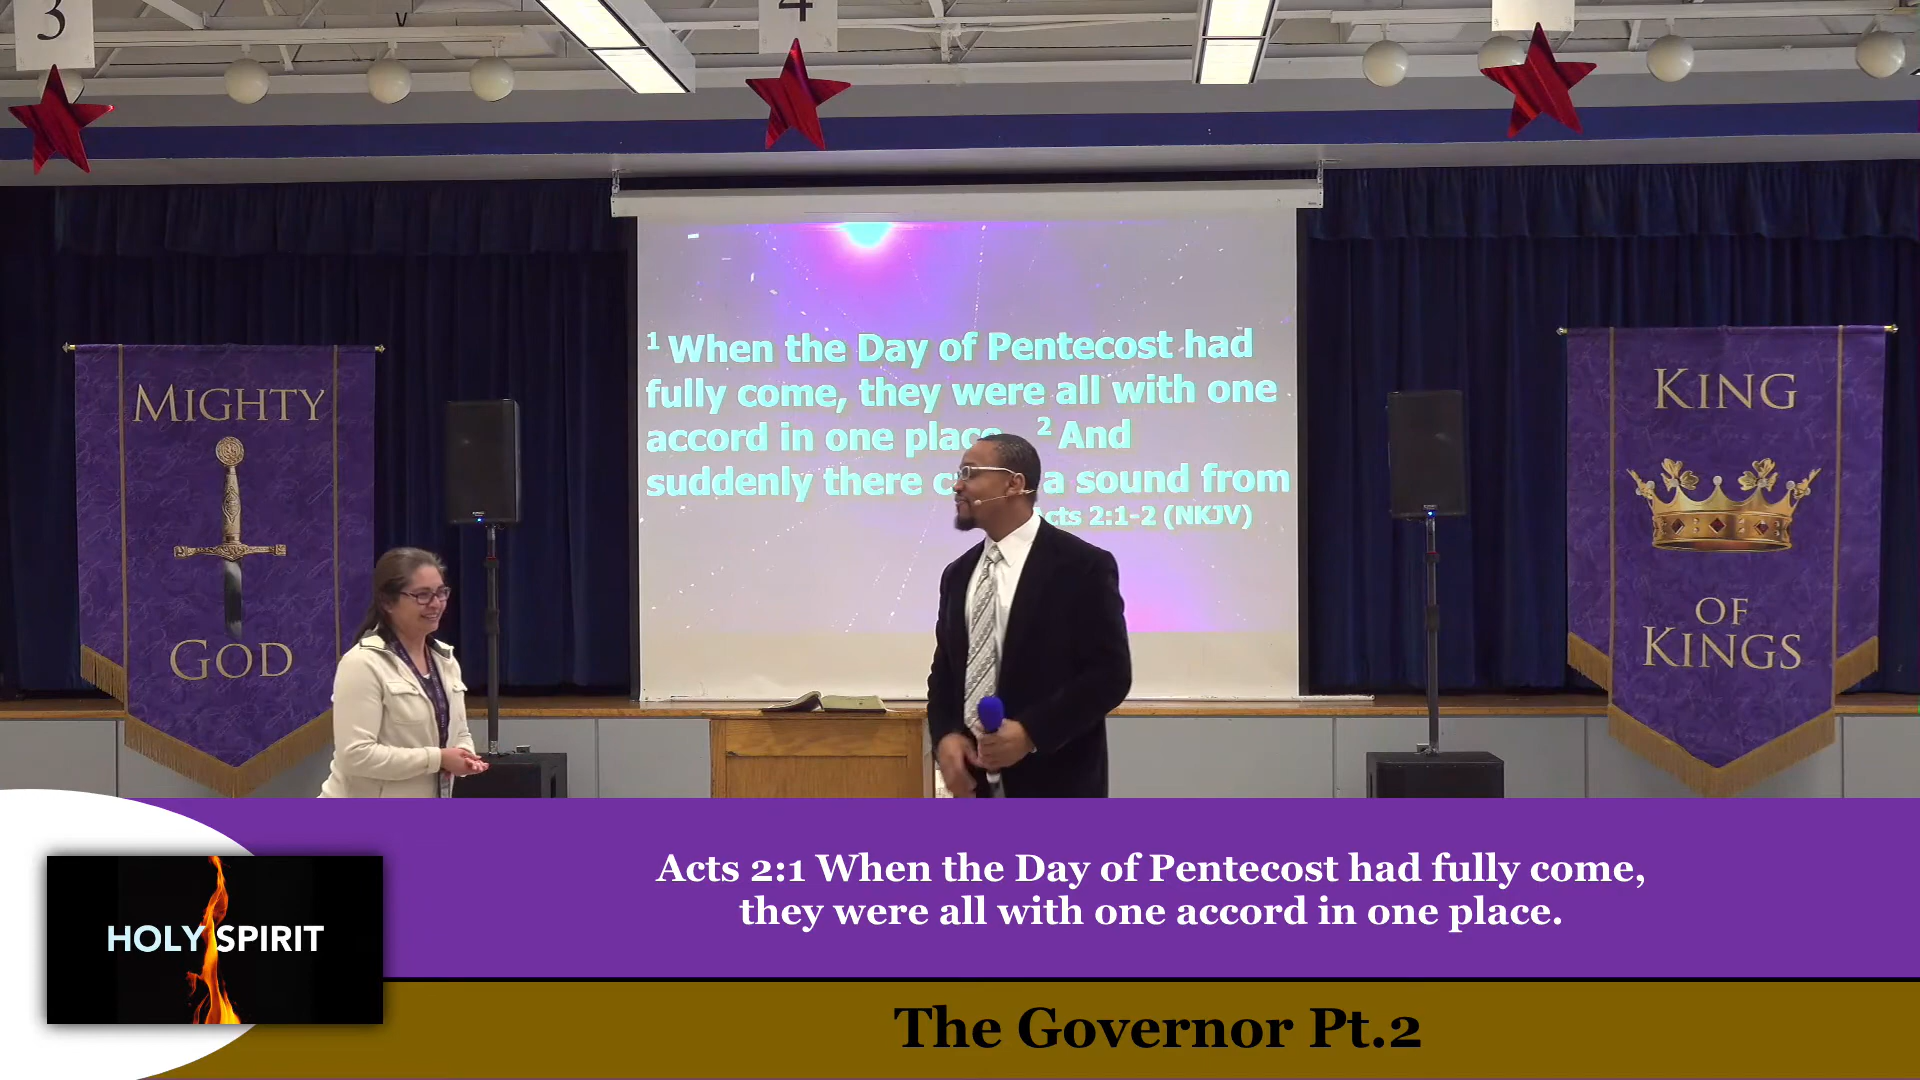 3
4
1 When the Day of Pentecost had
fully come, they were all with one
accord in one place. 2 And
suddenly there a sound from
Acts 2:1-2 (NKJV)
MIGHTY
GOD
KING
OF
KINGS
HOLY SPIRIT
Acts 2:1 When the Day of Pentecost had fully come,
they were all with one accord in one place.
The Governor Pt.2